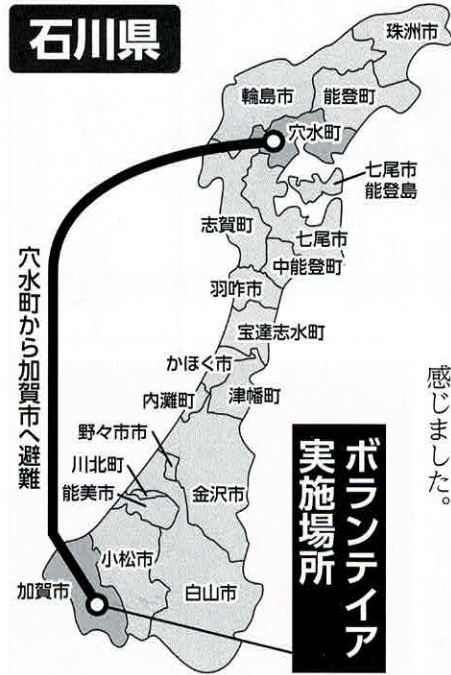 石川県
珠洲市
輪島市
能登町
穴水町
七尾市
能登島
志賀町
七尾市
中能登町
羽咋市
宝達志水町
かほく市
内灘町
津幡町
野々市市
川北町
能美市
金沢市
小松市
加賀市
白山市
穴水町から加賀市へ避難
ボランティア
実施場所
感じました。